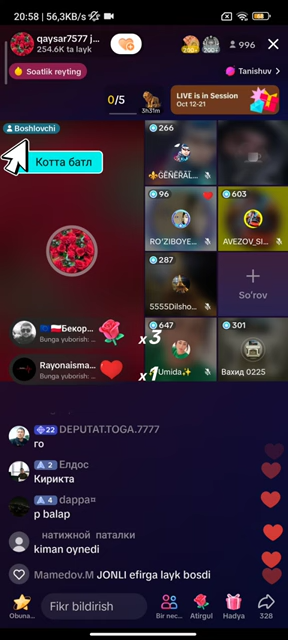 20:58 | 56,3KB/s
qaysar7577 j...
254.6K ta layk
996
Soatlik reyting
Tanishuv >
0/5
3h31m
LIVE is in Session
Oct 12-21
Boshlovchi
Котта батл
266
GENERAL...
96
RO'ZIBOYE...
603
AVEZOV_SI...
287
5555Dilsho...
+
So'rov
🇪🇺🇵🇱Бекор...
Bunga yuborish: ...
x3
Rayonaisma...
Bunga yuborish: ...
x1
647
Umida✨
301
Вахид 0225
22 DEPUTAT.TOGA.7777
го
2 Елдос
Кирикта
4 dappa¤
р balap
натижной паталки
kiman oynedi
Mamedov.M JONLI efirga layk bosdi
Obuna...
Fikr bildirish
Bir nec...
Atirgul
Hadya
328